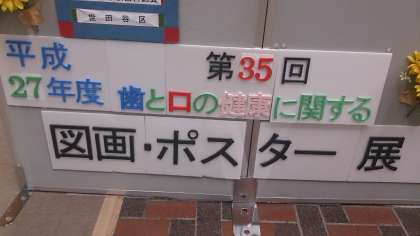 世田谷区
平成
27年度
第35回
歯と口の健康に関する
図画・ポスター展